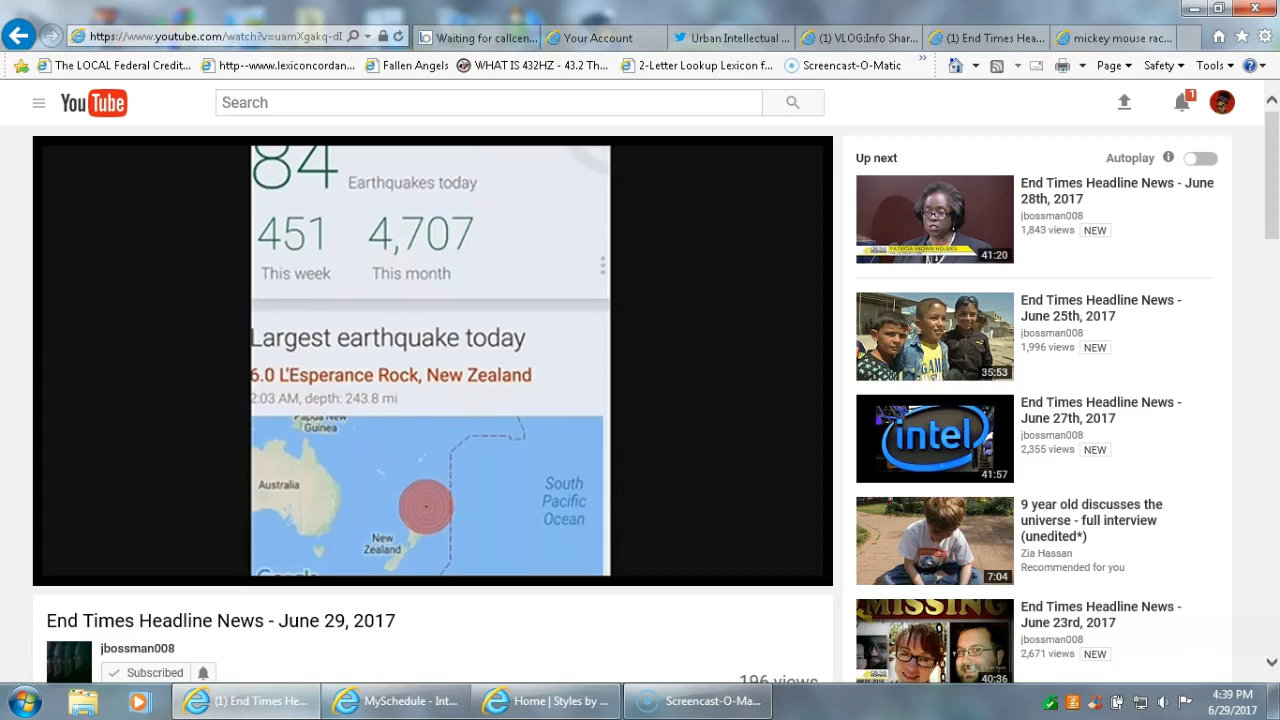 https://www.youtube.com/watch?v=uamXgakq-dI
Waiting for callcen...
Your Account
Urban Intellectual ...
(1) VLOG:Info Shar...
(1) End Times Hea...
mickey mouse rac...
The LOCAL Federal Credit...
http--www.lexiconcordan...
Fallen Angels
WHAT IS 432HZ - 43.2 Th...
2-Letter Lookup Lexicon f...
Screencast-O-Matic
Page
Safety
Tools
YouTube
Search
1
84 Earthquakes today
451 4,707
This week This month
Largest earthquake today
6.0 L'Esperance Rock, New Zealand
2:03 AM, depth: 243.8 mi
Papua New
Guinea
Australia
South
Pacific
Ocean
New
Zealand
Google
End Times Headline News - June 29, 2017
jbossman008
Subscribed
196 views
Up next
Autoplay
End Times Headline News - June
28th, 2017
jbossman008
1,843 views NEW
PATRICIA BROWN HOLMES
41:20
End Times Headline News -
June 25th, 2017
jbossman008
1,996 views NEW
35:53
End Times Headline News -
June 27th, 2017
jbossman008
2,355 views NEW
intel
41:57
9 year old discusses the
universe - full interview
(unedited*)
Zia Hassan
Recommended for you
7:04
End Times Headline News -
June 23rd, 2017
jbossman008
2,671 views NEW
MISSING
40:36
(1) End Times He...
MySchedule - Int...
Home | Styles by ...
Screencast-O-Ma...
4:39 PM
6/29/2017